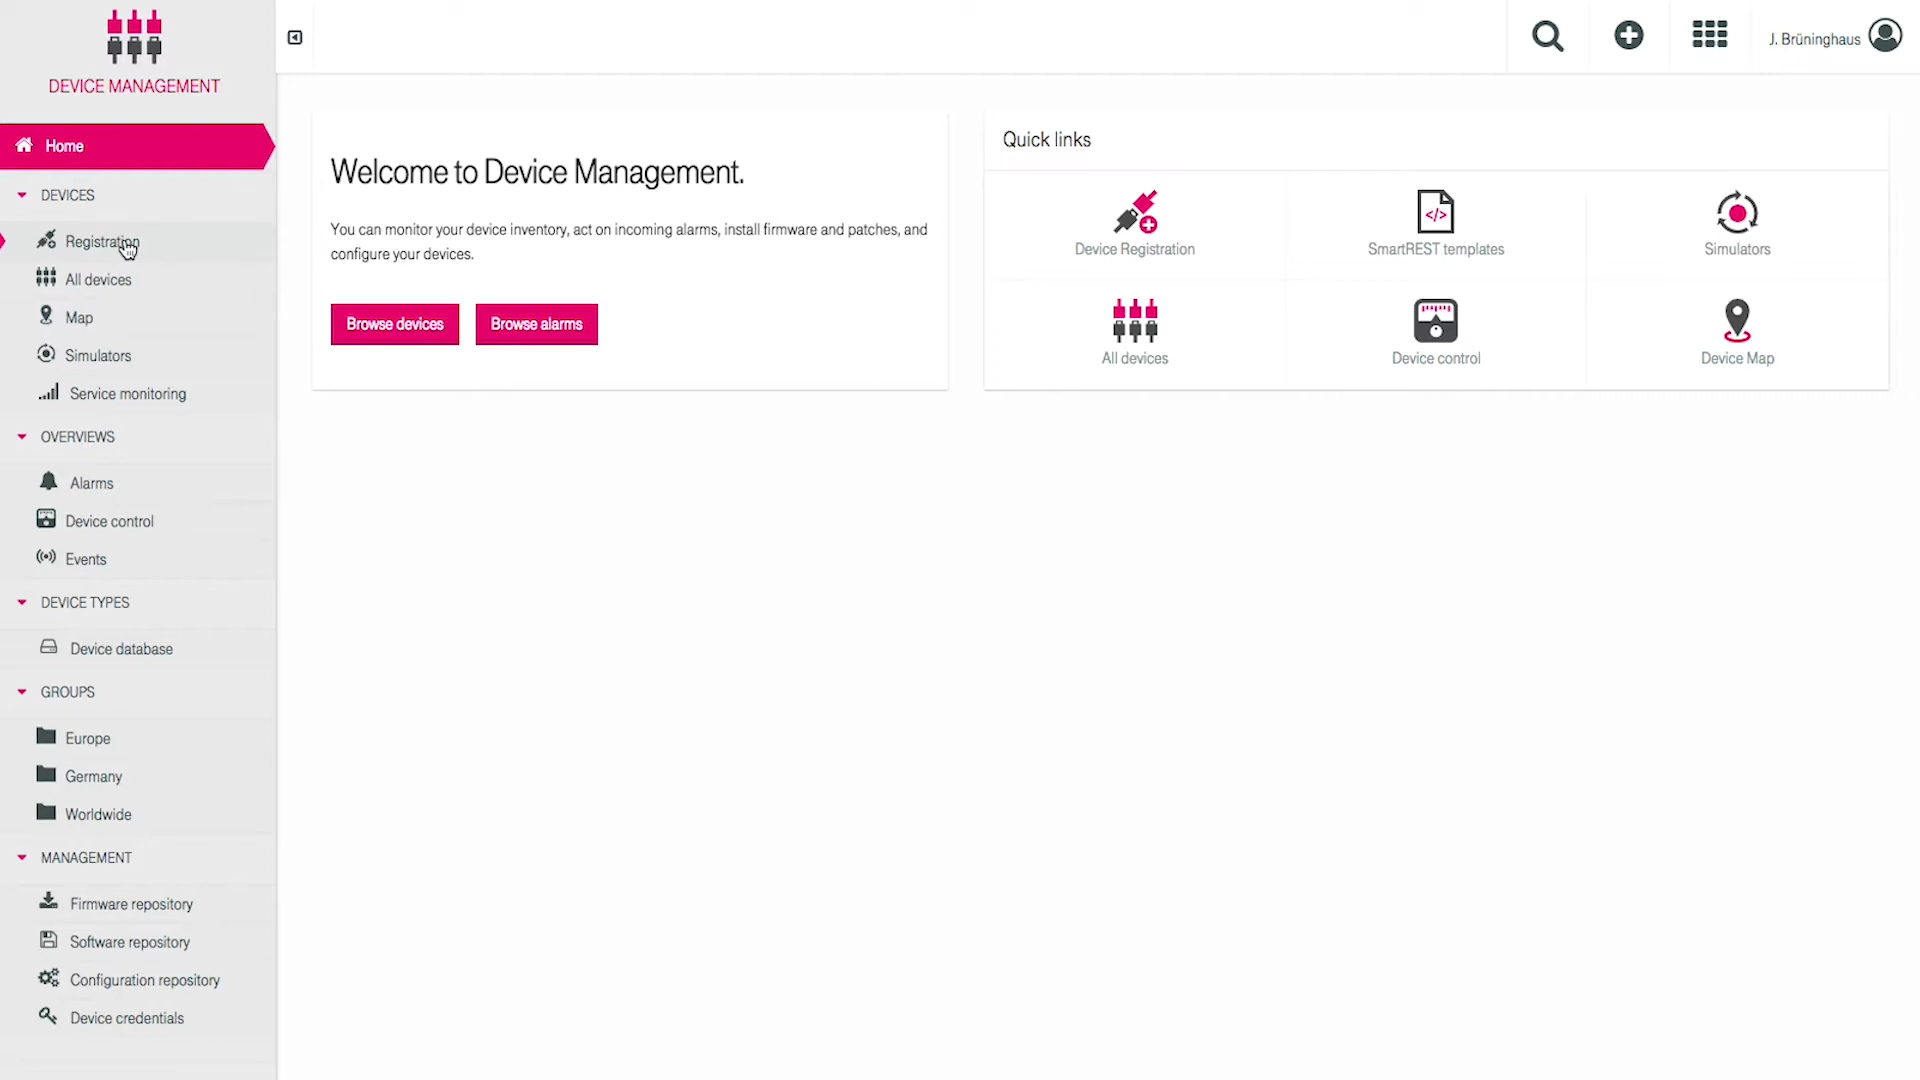 DEVICE MANAGEMENT
Home
DEVICES
Registration
All devices
Map
Simulators
Service monitoring
OVERVIEWS
Alarms
Device control
Events
DEVICE TYPES
Device database
GROUPS
Europe
Germany
Worldwide
MANAGEMENT
Firmware repository
Software repository
Configuration repository
Device credentials
J. Brüninghaus
Welcome to Device Management.
You can monitor your device inventory, act on incoming alarms, install firmware and patches, and
configure your devices.
Browse devices
Browse alarms
Quick links
Device Registration
SmartREST templates
Simulators
All devices
Device control
Device Map